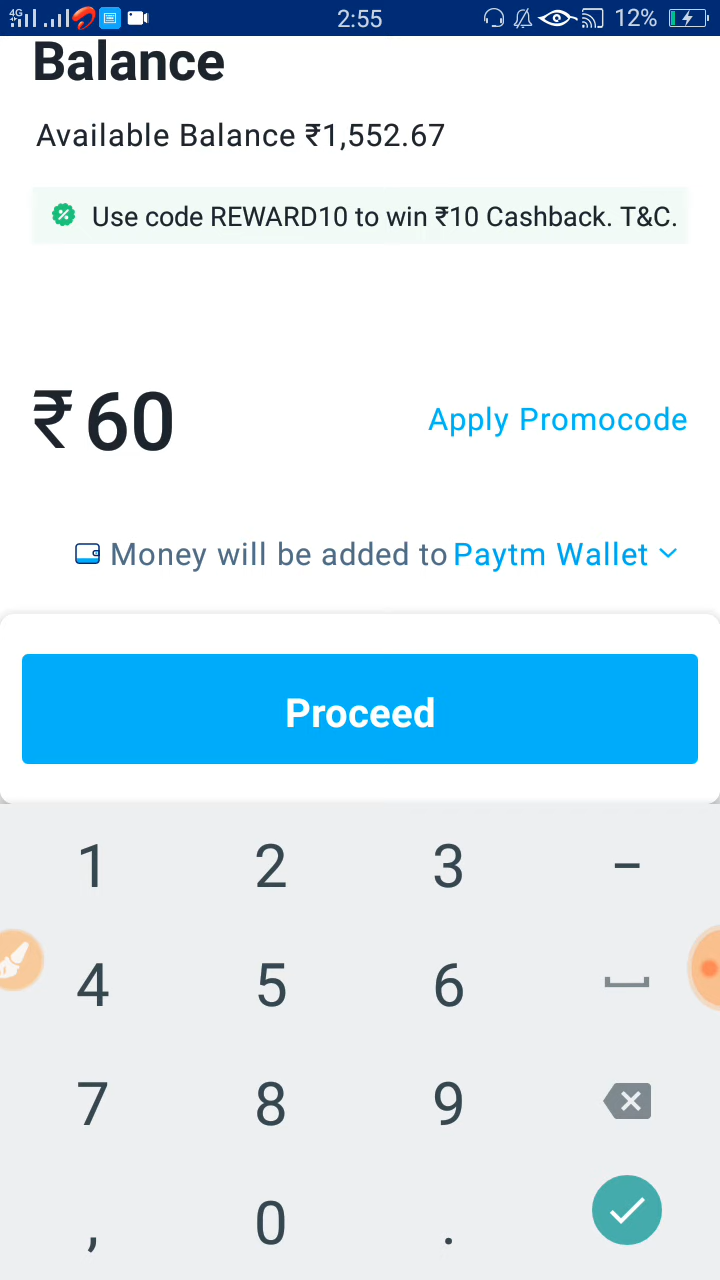 4G 2:55 12%
Balance
Available Balance ₹1,552.67
Use code REWARD10 to win ₹10 Cashback. T&C.
₹60 Apply Promocode
Money will be added to Paytm Wallet
Proceed
1 2 3 –
4 5 6
7 8 9
, 0 .